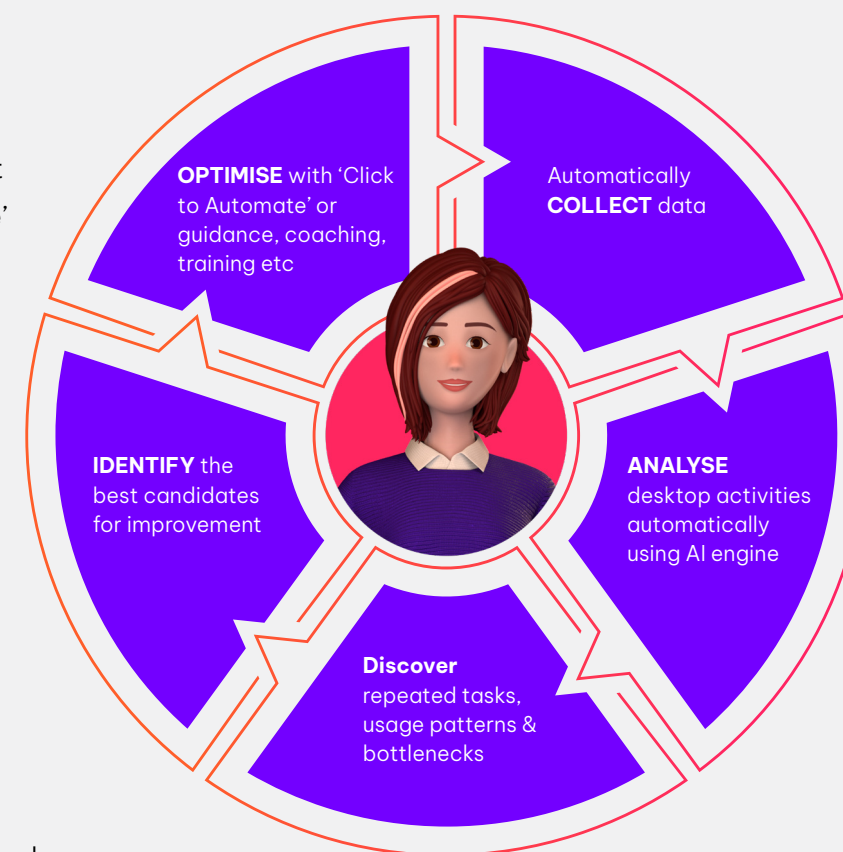 OPTIMISE with ‘Click
to Automate’ or
guidance, coaching,
training etc
Automatically
COLLECT data
IDENTIFY the
best candidates
for improvement
ANALYSE
desktop activities
automatically
using AI engine
Discover
repeated tasks,
usage patterns &
bottlenecks